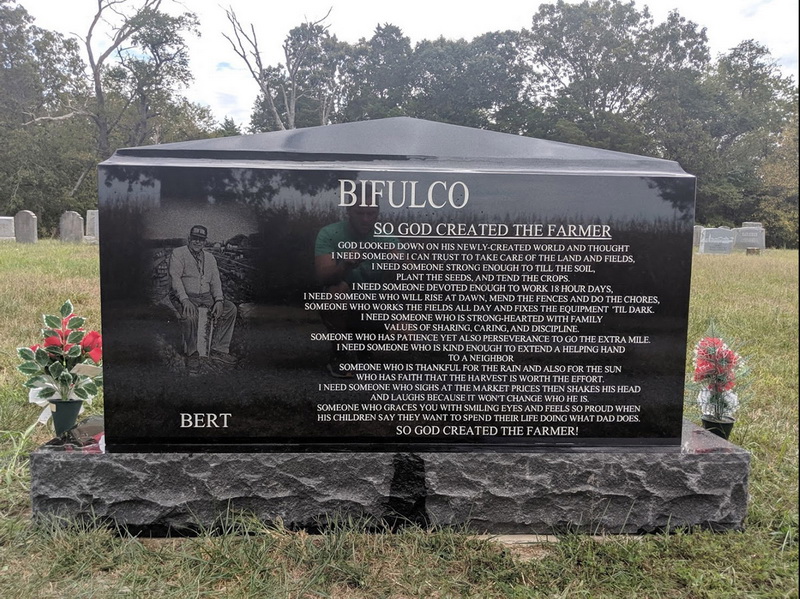 BIFULCO
SO GOD CREATED THE FARMER
GOD LOOKED DOWN ON HIS NEWLY-CREATED WORLD AND THOUGHT
I NEED SOMEONE I CAN TRUST TO TAKE CARE OF THE LAND AND FIELDS,
I NEED SOMEONE STRONG ENOUGH TO TILL THE SOIL,
PLANT THE SEEDS, AND TEND THE CROPS.
I NEED SOMEONE DEVOTED ENOUGH TO WORK 18 HOUR DAYS,
I NEED SOMEONE WHO WILL RISE AT DAWN, MEND THE FENCES AND DO THE CHORES,
SOMEONE WHO WORKS THE FIELDS ALL DAY AND FIXES THE EQUIPMENT 'TIL DARK.
I NEED SOMEONE WHO IS STRONG-HEARTED WITH FAMILY
VALUES OF SHARING, CARING, AND DISCIPLINE.
SOMEONE WHO HAS PATIENCE YET ALSO PERSEVERANCE TO GO THE EXTRA MILE.
I NEED SOMEONE WHO IS KIND ENOUGH TO EXTEND A HELPING HAND
TO A NEIGHBOR
SOMEONE WHO IS THANKFUL FOR THE RAIN AND ALSO FOR THE SUN
WHO HAS FAITH THAT THE HARVEST IS WORTH THE EFFORT.
I NEED SOMEONE WHO SIGHS AT THE MARKET PRICES THEN SHAKES HIS HEAD
AND LAUGHS BECAUSE IT WON'T CHANGE WHO HE IS.
SOMEONE WHO GRACES YOU WITH SMILING EYES AND FEELS SO PROUD WHEN
HIS CHILDREN SAY THEY WANT TO SPEND THEIR LIFE DOING WHAT DAD DOES.
SO GOD CREATED THE FARMER!
BERT